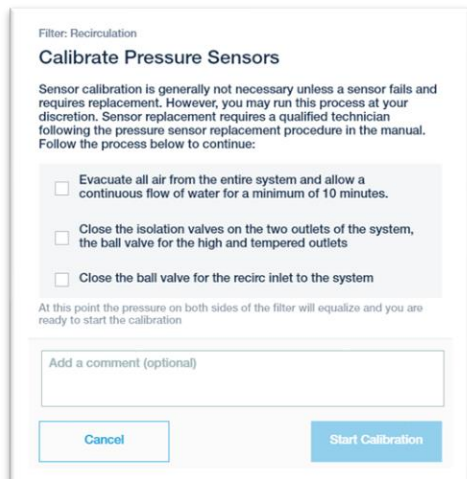 Filter: Recirculation
Calibrate Pressure Sensors
Sensor calibration is generally not necessary unless a sensor fails and
requires replacement. However, you may run this process at your
discretion. Sensor replacement requires a qualified technician
following the pressure sensor replacement procedure in the manual.
Follow the process below to continue:
Evacuate all air from the entire system and allow a
continuous flow of water for a minimum of 10 minutes.
Close the isolation valves on the two outlets of the system,
the ball valve for the high and tempered outlets
Close the ball valve for the recirc inlet to the system
At this point the pressure on both sides of the filter will equalize and you are
ready to start the calibration
Add a comment (optional)
Cancel
Start Calibration